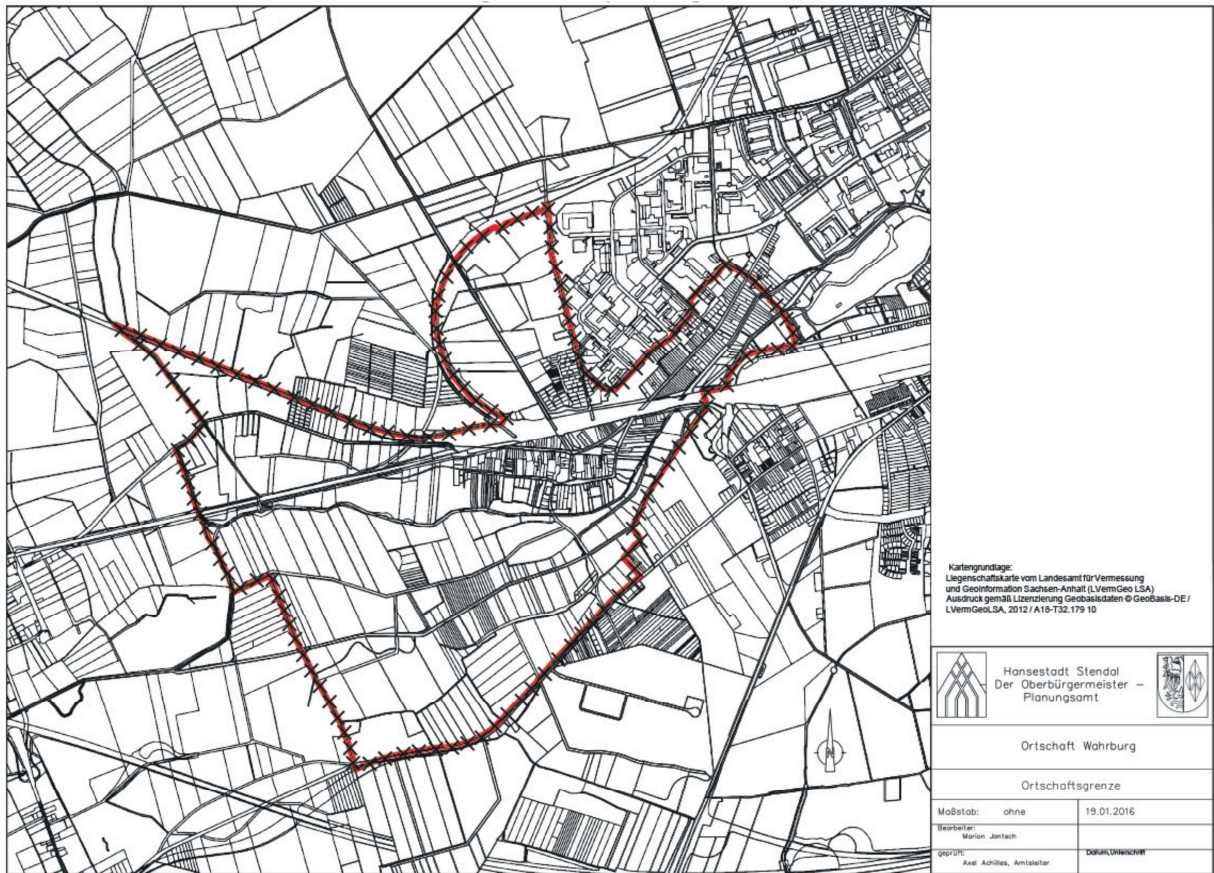 Kartengrundlage:
Liegenschaftskarte vom Landesamt für Vermessung
und Geoinformation Sachsen-Anhalt (LVermGeo LSA)
Ausdruck gemäß Lizenzierung Geobasisdaten © GeoBasis-DE /
LVermGeoLSA, 2012 / A18-T32.179 10
Hansestadt Stendal
Der Oberbürgermeister –
Planungsamt
Ortschaft Wahrburg
Ortschaftsgrenze
Maßstab: ohne 19.01.2016
Bearbeiter:
Marion Jantsch
geprüft: Datum,Unterschrift
Axel Achilles, Amtsleiter
N